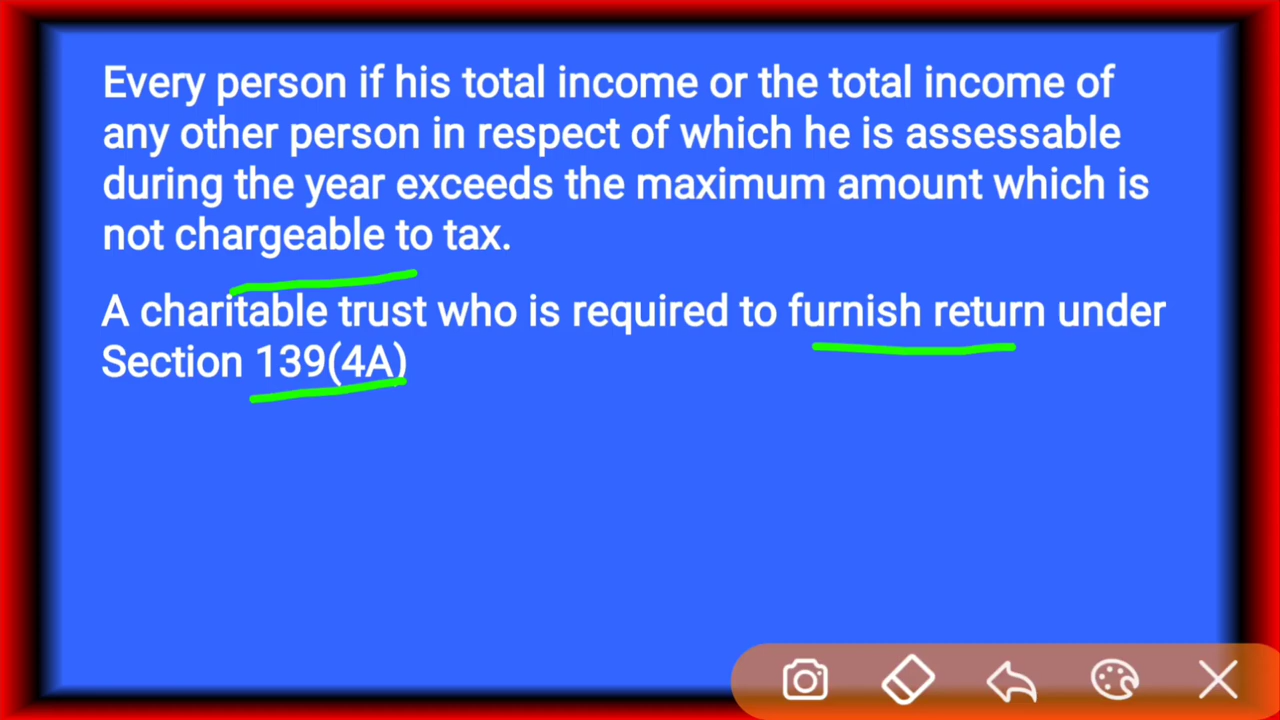 Every person if his total income or the total income of
any other person in respect of which he is assessable
during the year exceeds the maximum amount which is
not chargeable to tax.
A charitable trust who is required to furnish return under
Section 139(4A)